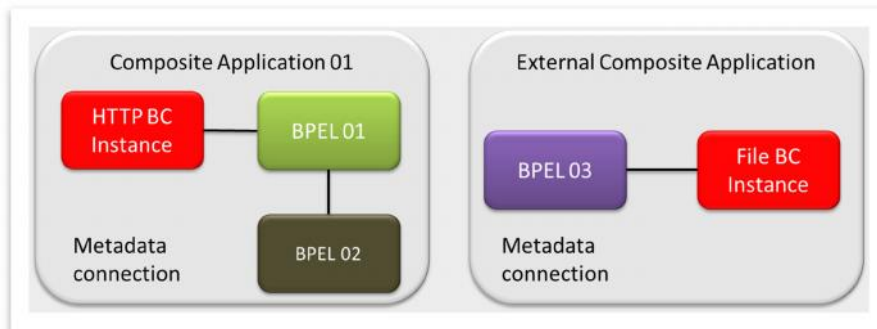 Composite Application 01
HTTP BC
Instance
BPEL 01
BPEL 02
Metadata
connection
External Composite Application
BPEL 03
File BC
Instance
Metadata
connection